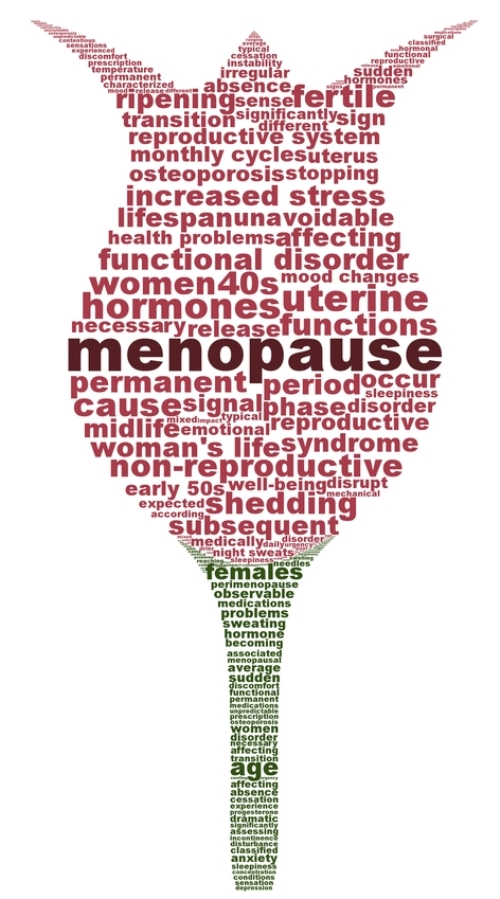 osteoporosis
unpredictable
contentious
sensations
experienced
discomfort
prescription
temperature
permanent
characterized
mood release different
average
typical
cessation
instability
irregular
absence
surgical
classified
hormonal
functional
reproductive
sudden
hormones
signs permanent
ripening sense fertile
transition significantly sign
different
reproductive system
monthly cycles uterus
osteoporosis stopping
increased stress
lifespan unavoidable
health problems affecting
functional disorder
women 40s mood changes
hormones uterine
necessary release functions
menopause
permanent period occur
sleepiness
cause signal phase disorder
mixed impact typical
midlife emotional reproductive
woman's life syndrome
non-reproductive
early 50s well-being disrupt
mechanical
expected shedding
according
subsequent
medically daily urgency disorder
night sweats
sleepiness needles
females
perimenopause
observable
medications
problems
sweating
hormone
becoming
associated
menopausal
average
sudden
discomfort
functional
permanent
medications
unpredictable
prescription
osteoporosis
women
disorder
necessary
affecting
transition
age
affecting
absence
cessation
experience
progesterone
dramatic
significantly
assessing
incontinence
disturbance
classified
anxiety
sleepiness
concentration
conditions
sensation
depression